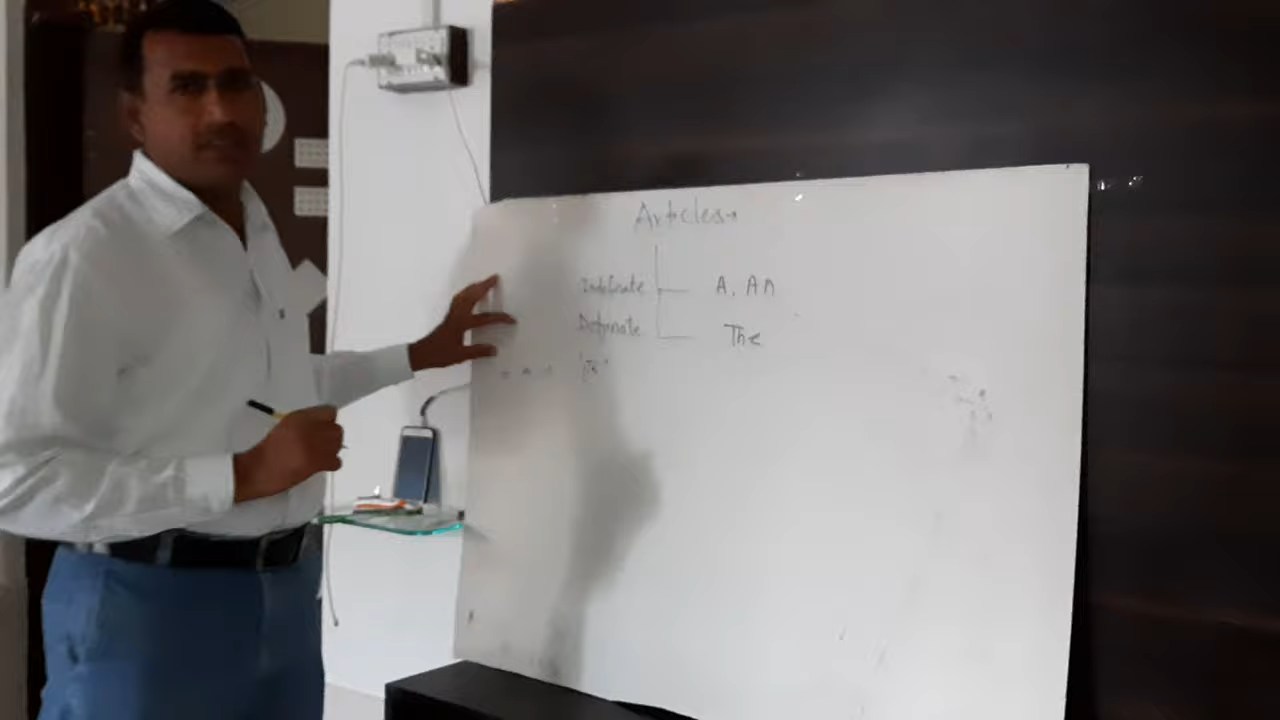 Articles
Indefinate A, An
Definate The